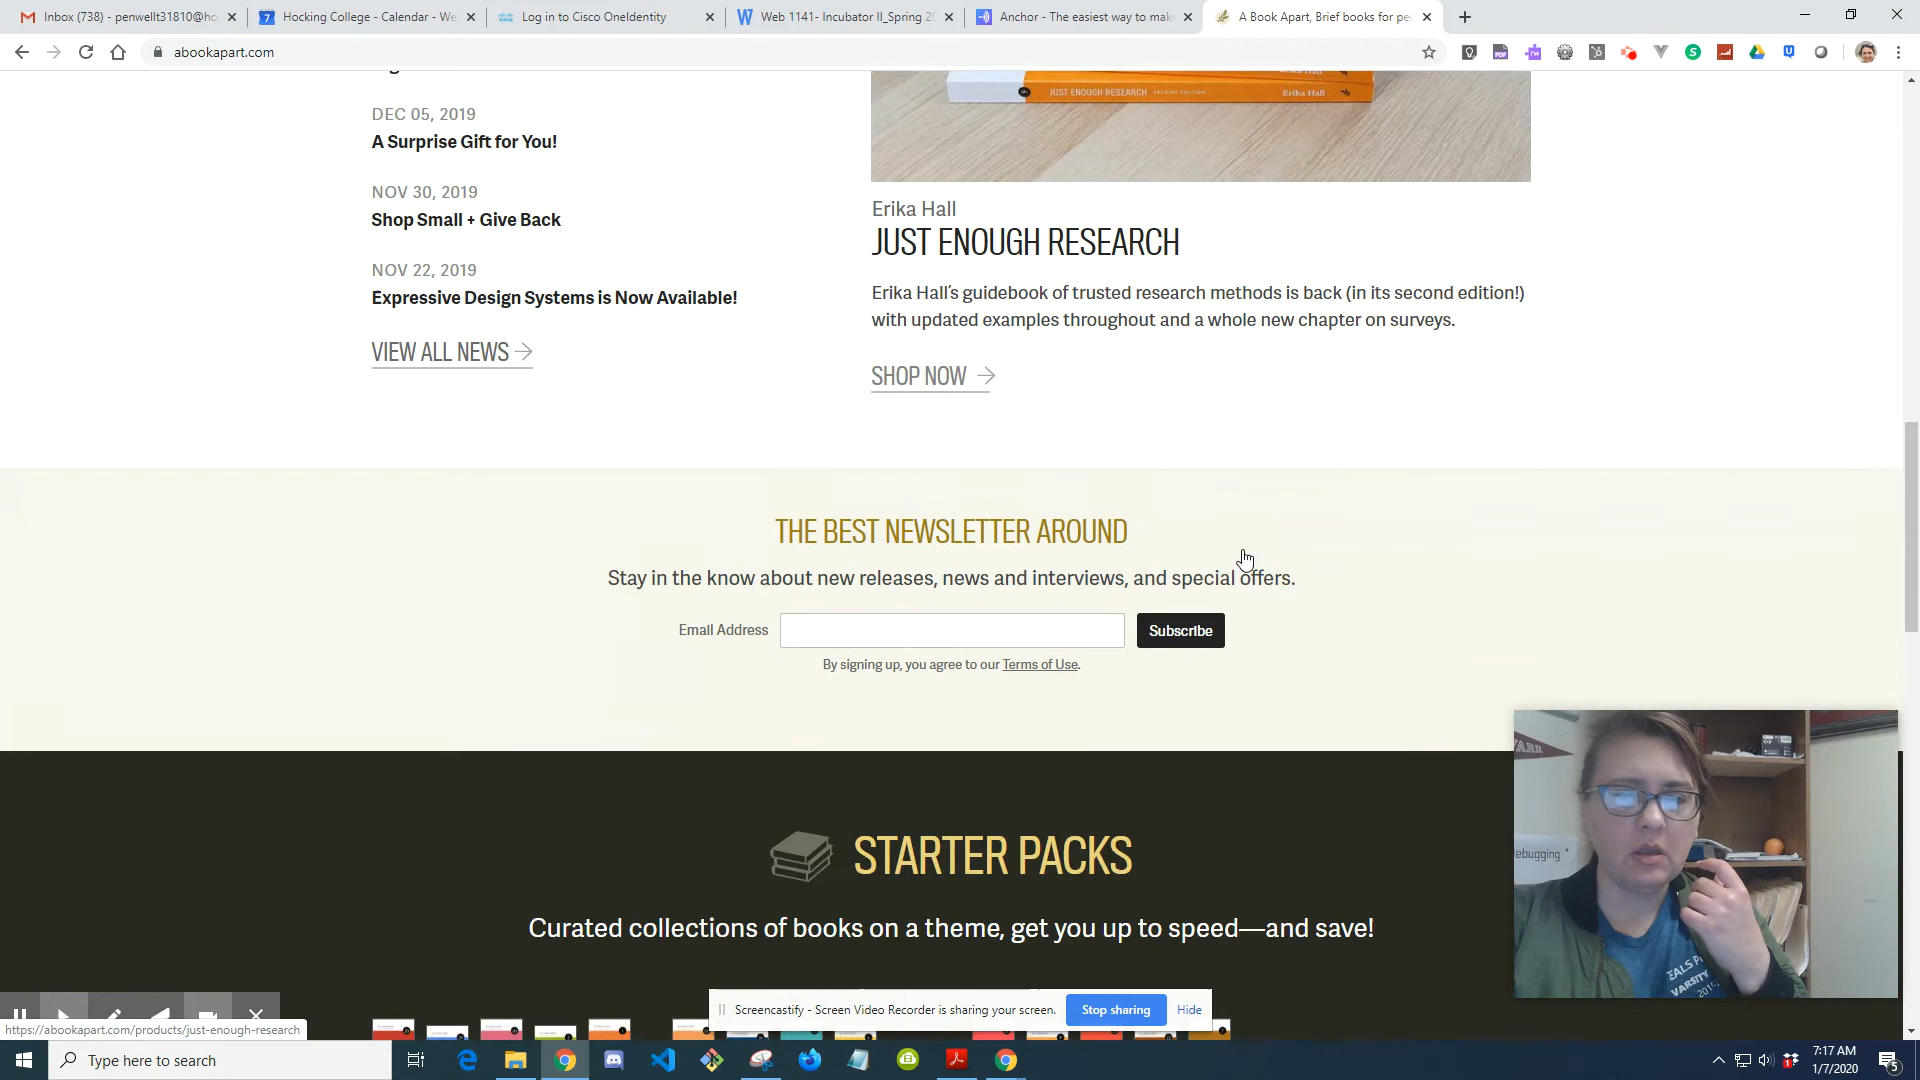 Inbox (738) - penwellt31810@ho
Hocking College - Calendar - We
Log in to Cisco OneIdentity
Web 1141- Incubator II_Spring 20
Anchor - The easiest way to mak
A Book Apart, Brief books for pe
abookapart.com
DEC 05, 2019
A Surprise Gift for You!
NOV 30, 2019
Shop Small + Give Back
NOV 22, 2019
Expressive Design Systems is Now Available!
VIEW ALL NEWS
JUST ENOUGH RESEARCH SECOND EDITION Erika Hall
Erika Hall
JUST ENOUGH RESEARCH
Erika Hall's guidebook of trusted research methods is back (in its second edition!)
with updated examples throughout and a whole new chapter on surveys.
SHOP NOW
THE BEST NEWSLETTER AROUND
Stay in the know about new releases, news and interviews, and special offers.
Email Address
Subscribe
By signing up, you agree to our Terms of Use.
STARTER PACKS
Curated collections of books on a theme, get you up to speed—and save!
ebugging
VARSITY
Screencastify - Screen Video Recorder is sharing your screen.
Stop sharing
Hide
https://abookapart.com/products/just-enough-research
Type here to search
7:17 AM
1/7/2020
5